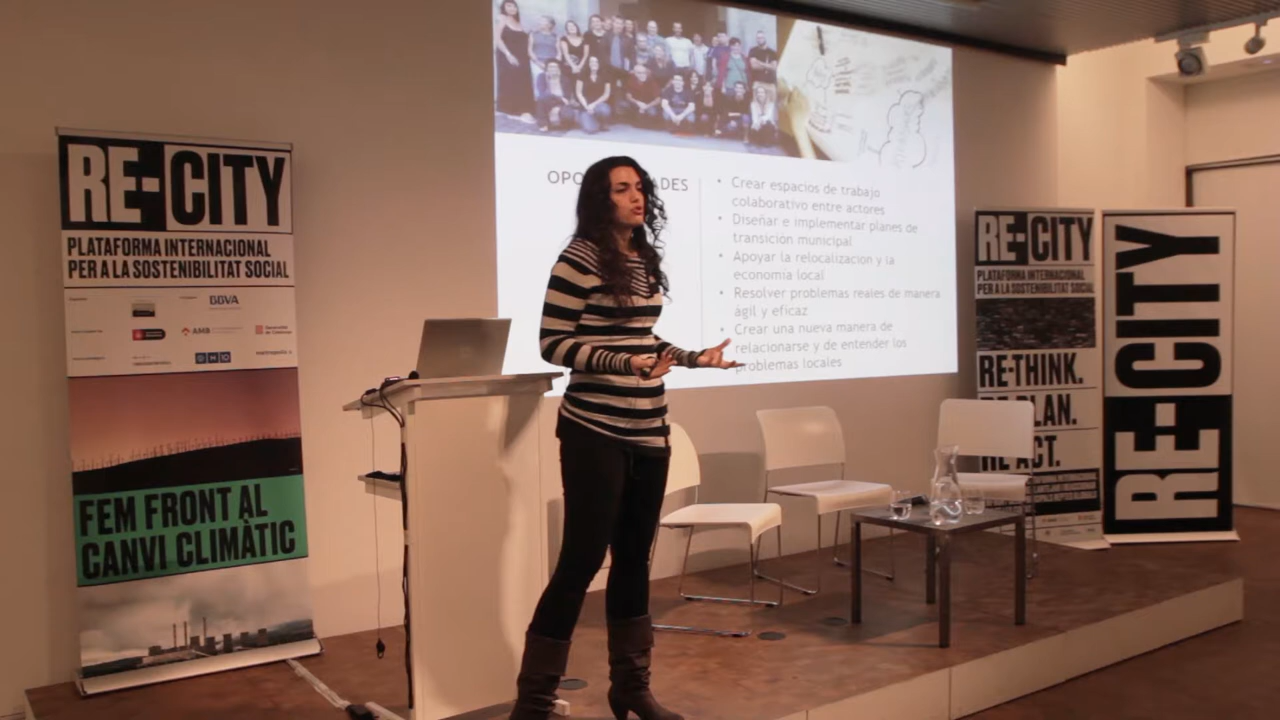 RE-CITY
PLATAFORMA INTERNACIONAL
PER A LA SOSTENIBILITAT SOCIAL
BBVA
AMB
FEM FRONT AL
CANVI CLIMÀTIC
• Crear espacios de trabajo
colaborativo entre actores
• Diseñar e implementar planes de
transición municipal
• Apoyar la relocalizacion y la
economía local
• Resolver problemas reales de manera
ágil y eficaz
• Crear una nueva manera de
relacionarse y de entender los
problemas locales
RE-CITY
PLATAFORMA INTERNACIONAL
PER A LA SOSTENIBILITAT SOCIAL
RE-THINK.
RE-CITY